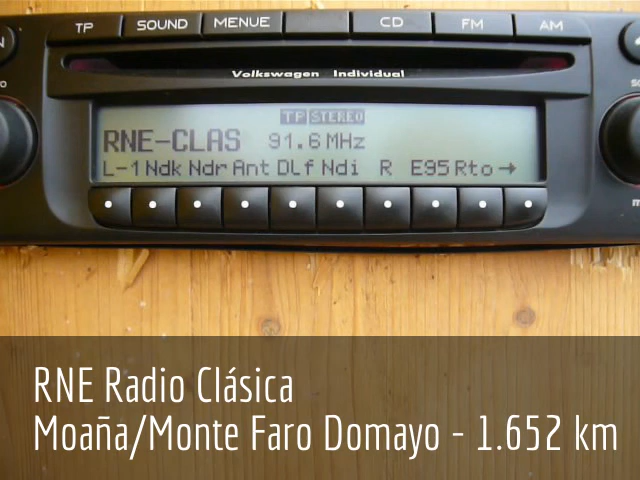 TP SOUND MENUE CD FM AM
Volkswagen Individual
TP STEREO
RNE-CLAS 91.6 MHz
L-1 Ndk Ndr Ant Dlf Ndi R E95 Rto →
RNE Radio Clásica
Moaña/Monte Faro Domayo - 1.652 km